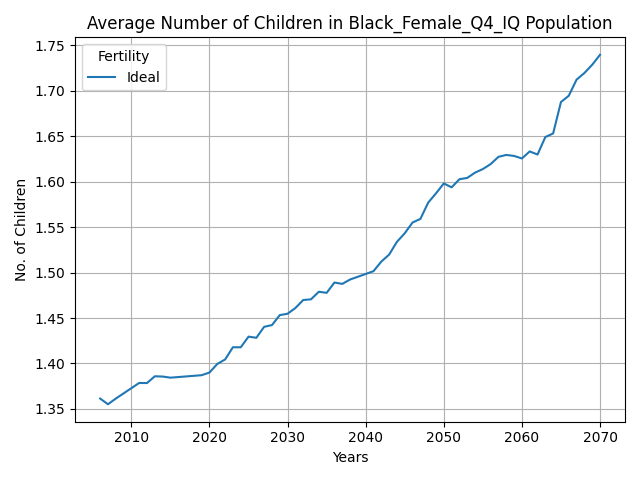 Average Number of Children in Black_Female_Q4_IQ Population
Fertility
Ideal
No. of Children
1.75
1.70
1.65
1.60
1.55
1.50
1.45
1.40
1.35
2010 2020 2030 2040 2050 2060 2070
Years